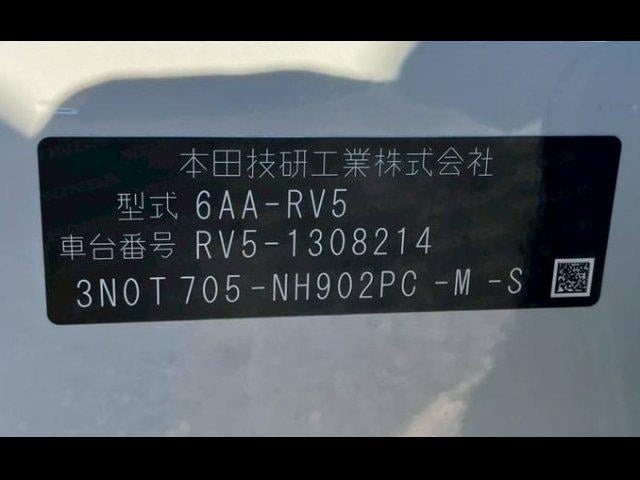 本田技研工業株式会社
型式 6AA-RV5
車台番号 RV5-1308214
3N0T 705-NH902PC -M -S